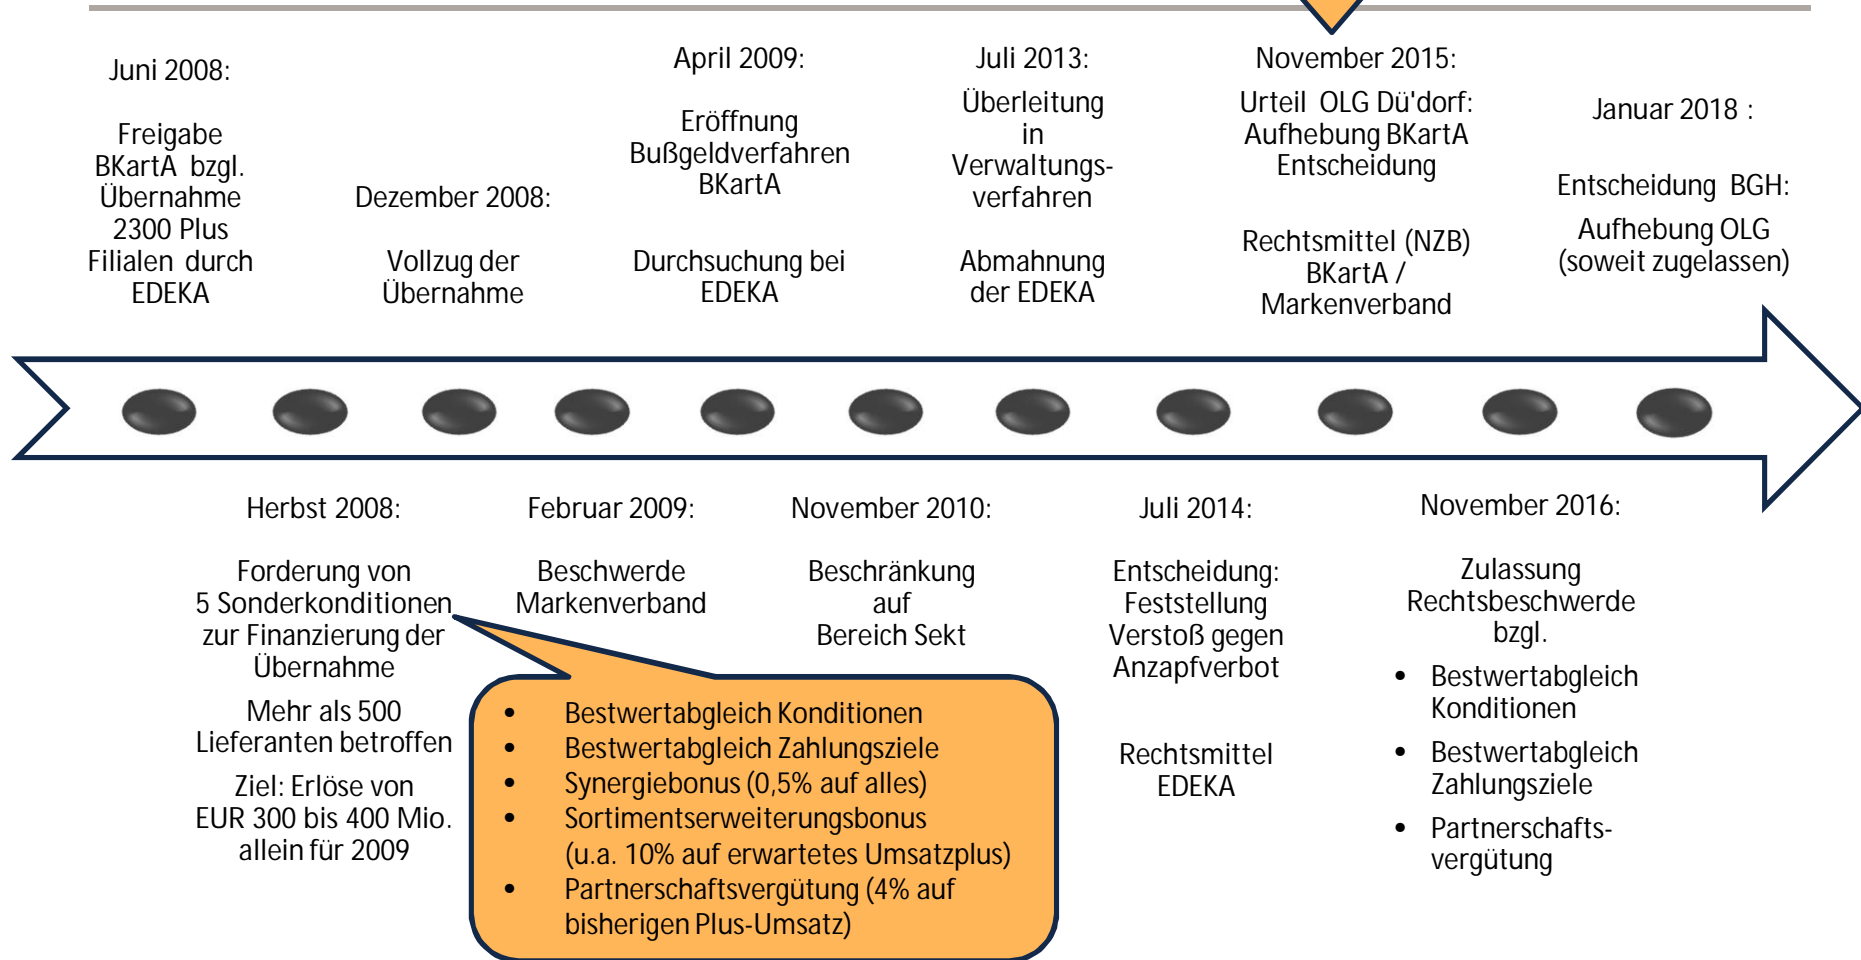 Juni 2008:
Freigabe
BKartA bzgl.
Übernahme
2300 Plus
Filialen durch
EDEKA
Dezember 2008:
Vollzug der
Übernahme
April 2009:
Eröffnung
Bußgeldverfahren
BKartA
Durchsuchung bei
EDEKA
Juli 2013:
Überleitung
in
Verwaltungs-
verfahren
Abmahnung
der EDEKA
November 2015:
Urteil OLG Dü'dorf:
Aufhebung BKartA
Entscheidung
Rechtsmittel (NZB)
BKartA /
Markenverband
Januar 2018 :
Entscheidung BGH:
Aufhebung OLG
(soweit zugelassen)
Herbst 2008:
Forderung von
5 Sonderkonditionen
zur Finanzierung der
Übernahme
Mehr als 500
Lieferanten betroffen
Ziel: Erlöse von
EUR 300 bis 400 Mio.
allein für 2009
Februar 2009:
Beschwerde
Markenverband
• Bestwertabgleich Konditionen
• Bestwertabgleich Zahlungsziele
• Synergiebonus (0,5% auf alles)
• Sortimentserweiterungsbonus
(u.a. 10% auf erwartetes Umsatzplus)
• Partnerschaftsvergütung (4% auf
bisherigen Plus-Umsatz)
November 2010:
Beschränkung
auf
Bereich Sekt
Juli 2014:
Entscheidung:
Feststellung
Verstoß gegen
Anzapfverbot
Rechtsmittel
EDEKA
November 2016:
Zulassung
Rechtsbeschwerde
bzgl.
• Bestwertabgleich
Konditionen
• Bestwertabgleich
Zahlungsziele
• Partnerschafts-
vergütung